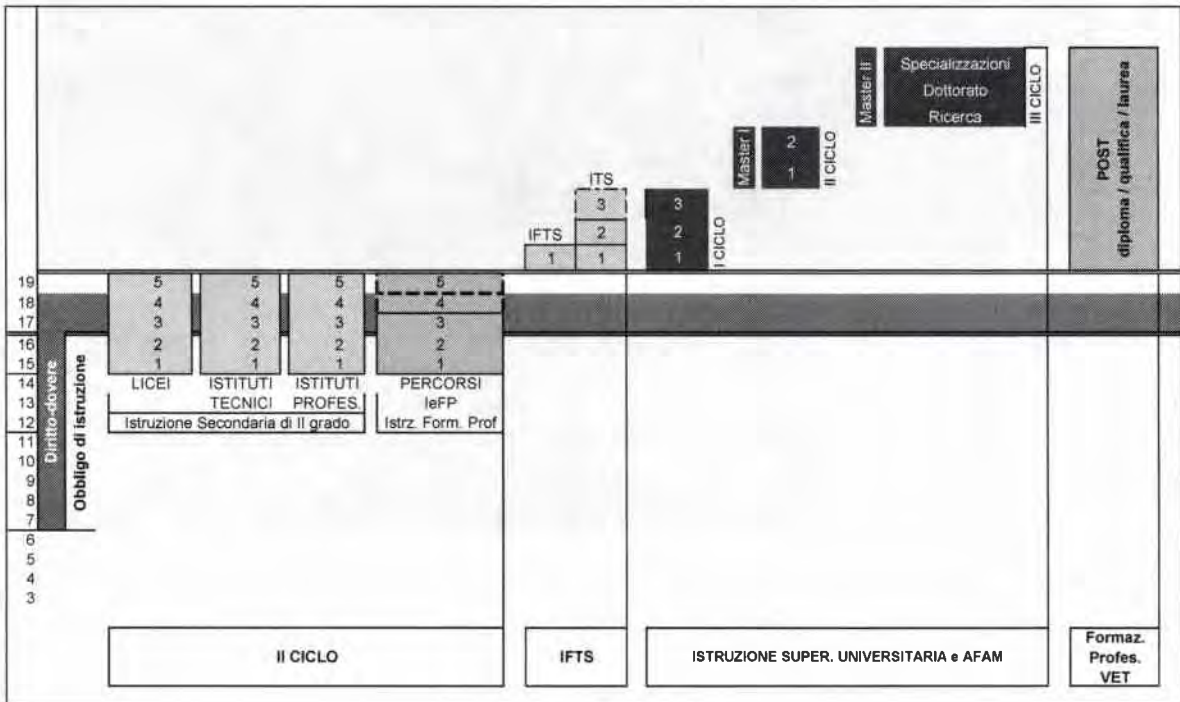 Specializzazioni
Dottorato
Ricerca
Master II
III CICLO
2
1
Master I
II CICLO
POST
diploma / qualifica / laurea
ITS
3
2
1
IFTS
1
3
2
1
I CICLO
19
18
17
16
15
14
13
12
11
10
9
8
7
6
5
4
3
Diritto-dovere
Obbligo di istruzione
5
4
3
2
1
LICEI
5
4
3
2
1
ISTITUTI
TECNICI
5
4
3
2
1
ISTITUTI
PROFES.
Istruzione Secondaria di II grado
5
4
3
2
1
PERCORSI
IeFP
Istrz. Form. Prof
II CICLO
IFTS
ISTRUZIONE SUPER. UNIVERSITARIA e AFAM
Formaz.
Profes.
VET